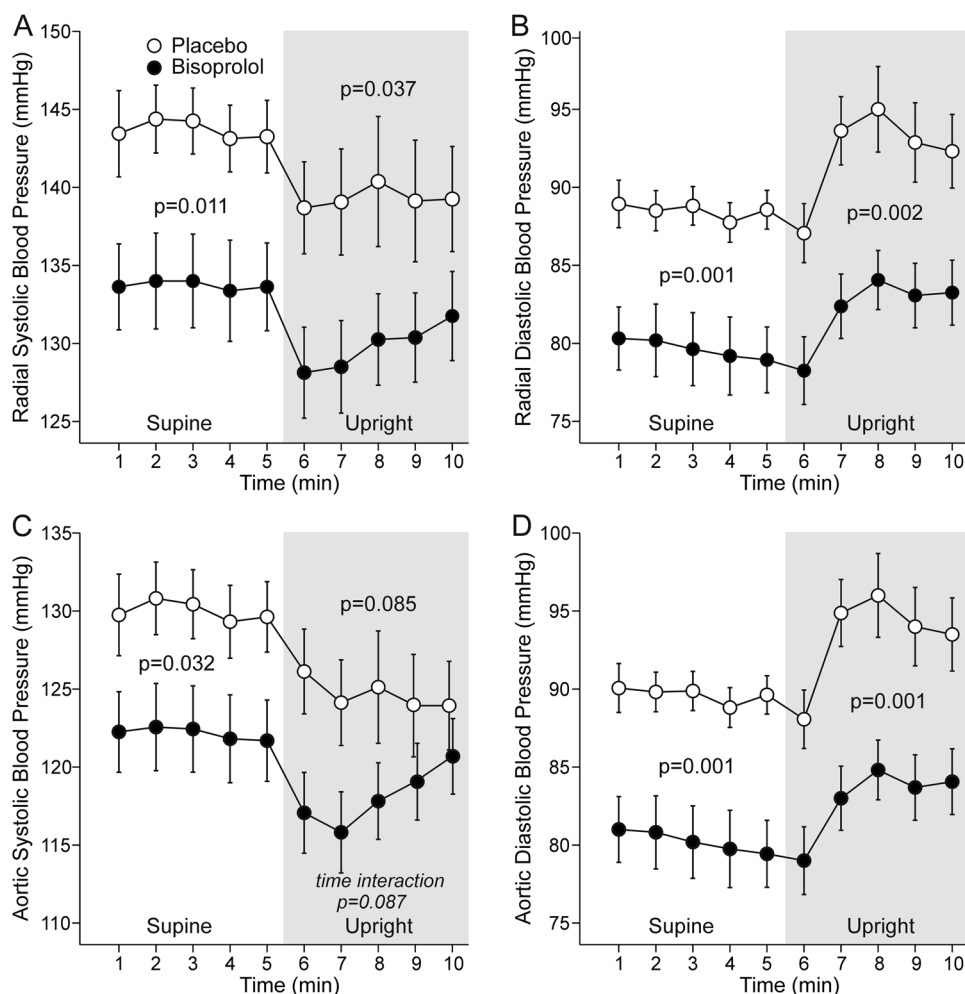 A
Radial Systolic Blood Pressure (mmHg)
150
145
140
135
130
125
Placebo
Bisoprolol
p=0.037
p=0.011
Supine
Upright
1 2 3 4 5 6 7 8 9 10
Time (min)
B
Radial Diastolic Blood Pressure (mmHg)
100
95
90
85
80
75
p=0.002
p=0.001
Supine
Upright
1 2 3 4 5 6 7 8 9 10
Time (min)
C
Aortic Systolic Blood Pressure (mmHg)
135
130
125
120
115
110
p=0.085
p=0.032
time interaction
p=0.087
Supine
Upright
1 2 3 4 5 6 7 8 9 10
Time (min)
D
Aortic Diastolic Blood Pressure (mmHg)
100
95
90
85
80
75
p=0.001
p=0.001
Supine
Upright
1 2 3 4 5 6 7 8 9 10
Time (min)